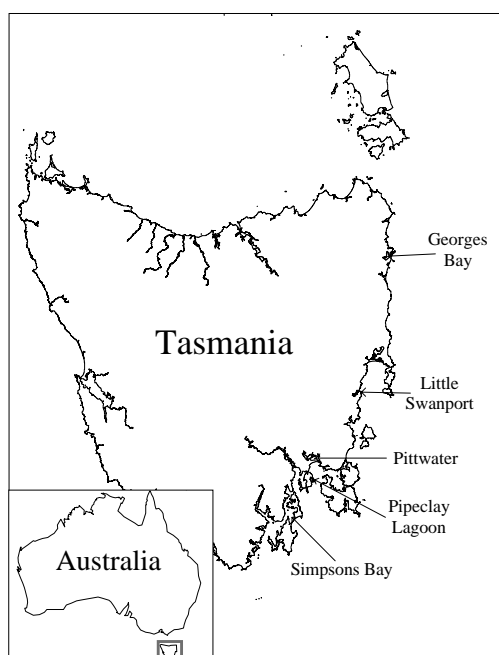 Georges
Bay
Tasmania
Little
Swanport
Pittwater
Pipeclay
Lagoon
Simpsons Bay
Australia